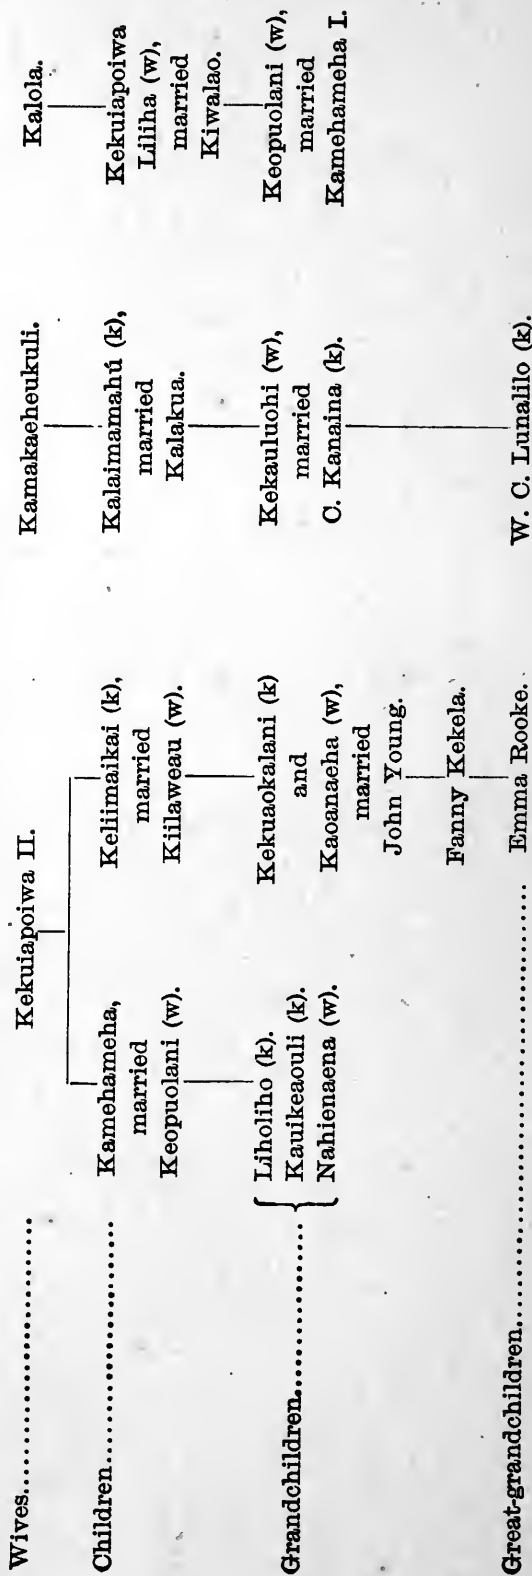 Wives........................ Kekuiapoiwa II. Kamakaeheukuli. Kalola.
Children........................ Kamehameha, Keliimaikai (k), Kalaimamahú (k), Kekuiapoiwa
married married married Liliha (w),
Keopuolani (w). Kiilaweau (w). Kalakua. married
Kiwalao.
Liholiho (k). Kekuaokalani (k) Kekauluohi (w), Keopuolani (w),
Grandchildren................ Kauikeaouli (k). and married married
Nahienaena (w). Kaoanaeha (w), C. Kanaina (k). Kamehameha I.
married
John Young.
Fanny Kekela.
Great-grandchildren........................................ Emma Rooke. W. C. Lunalilo (k).